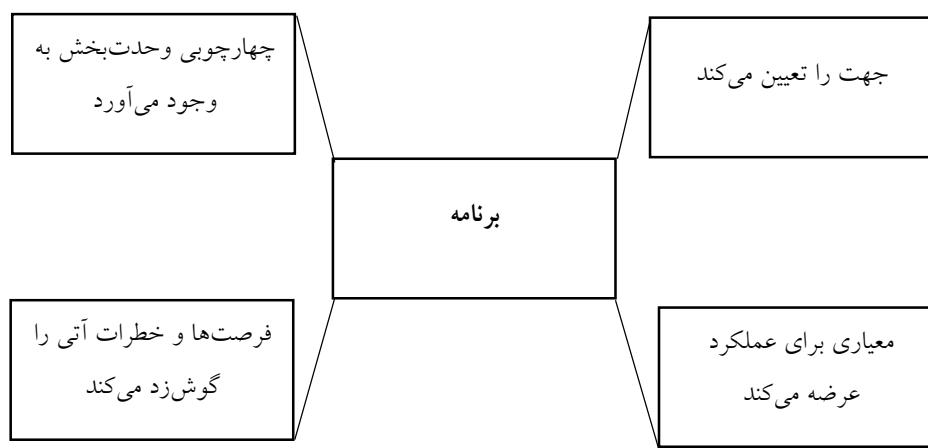 جهت را تعیین می‌کند
چهارچوبی وحدت‌بخش به
وجود می‌آورد
برنامه
معیاری برای عملکرد
عرضه می‌کند
فرصت‌ها و خطرات آتی را
گوش‌زد می‌کند